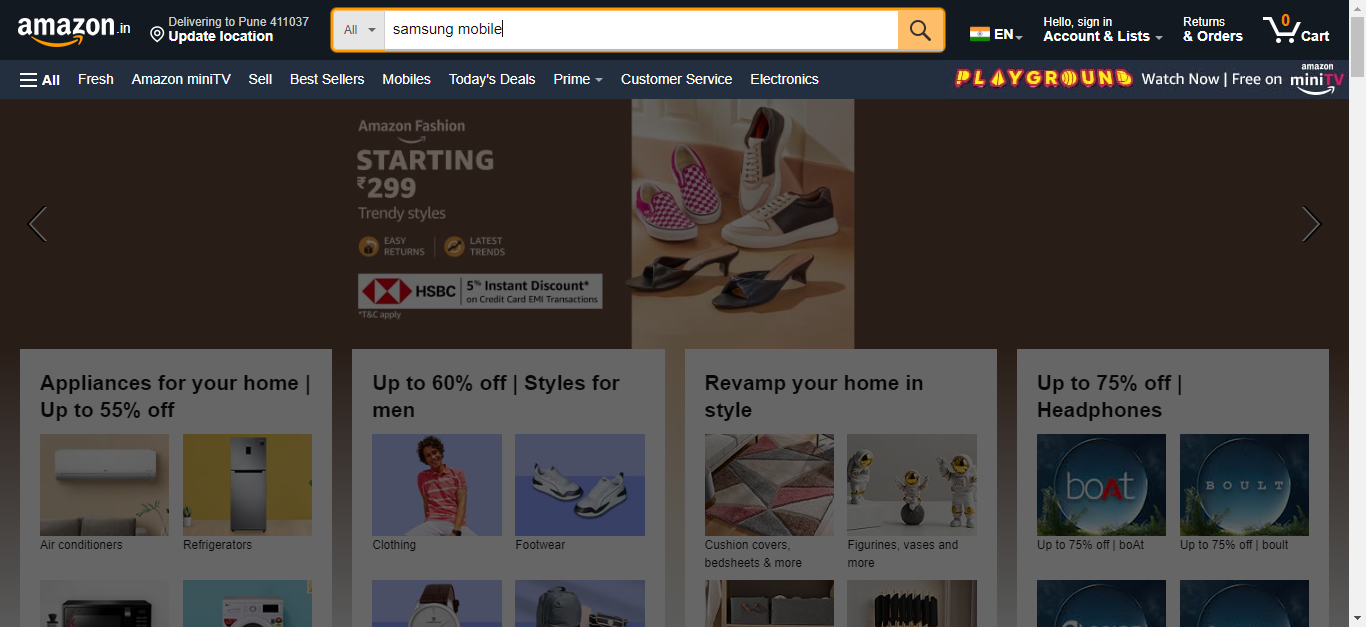 amazon.in
Delivering to Pune 411037
Update location
All
samsung mobile
EN
Hello, sign in
Account & Lists
Returns
& Orders
0
Cart
All
Fresh
Amazon miniTV
Sell
Best Sellers
Mobiles
Today's Deals
Prime
Customer Service
Electronics
PLAYGROUND
Watch Now | Free on
amazon
miniTV
Amazon Fashion
STARTING
₹299
Trendy styles
EASY
RETURNS
LATEST
TRENDS
HSBC
5% Instant Discount*
on Credit Card EMI Transactions
*T&C apply
Appliances for your home |
Up to 55% off
Air conditioners
Refrigerators
Up to 60% off | Styles for
men
Clothing
Footwear
Revamp your home in
style
Cushion covers,
bedsheets & more
Figurines, vases and
more
Up to 75% off |
Headphones
boAt
BOULT
Up to 75% off | boAt
Up to 75% off | boult